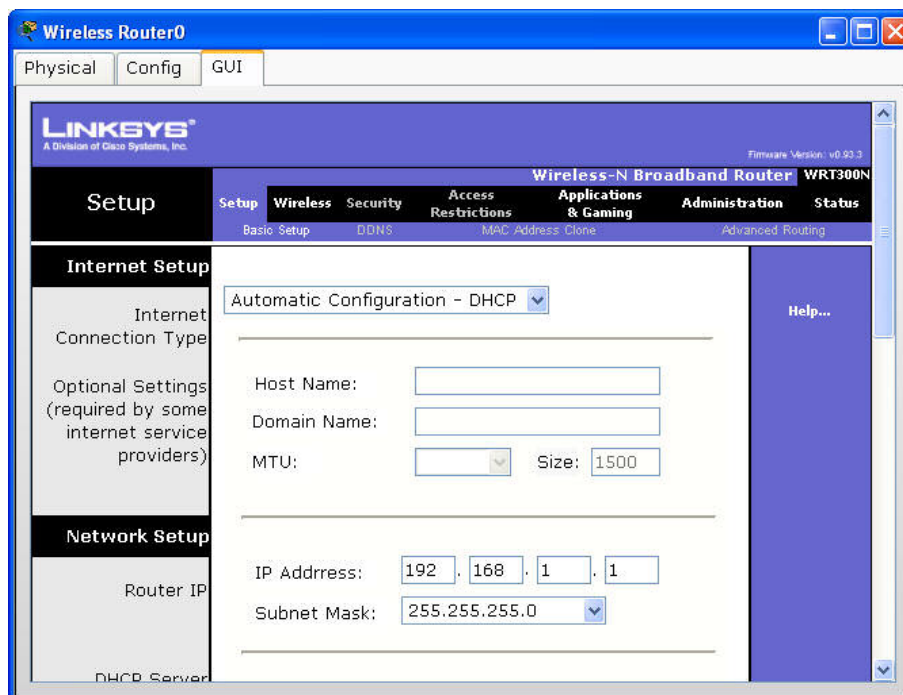 Wireless Router0
Physical Config GUI
LINKSYS®
A Division of Cisco Systems, Inc.
Firmware Version: v0.93.3
Wireless-N Broadband Router WRT300N
Setup
Setup Wireless Security Access Restrictions Applications & Gaming Administration Status
Basic Setup DDNS MAC Address Clone Advanced Routing
Internet Setup
Automatic Configuration - DHCP
Help...
Internet
Connection Type
Optional Settings
(required by some
internet service
providers)
Host Name:
Domain Name:
MTU: Size: 1500
Network Setup
Router IP
IP Addrress: 192 . 168 . 1 . 1
Subnet Mask: 255.255.255.0
DHCP Server